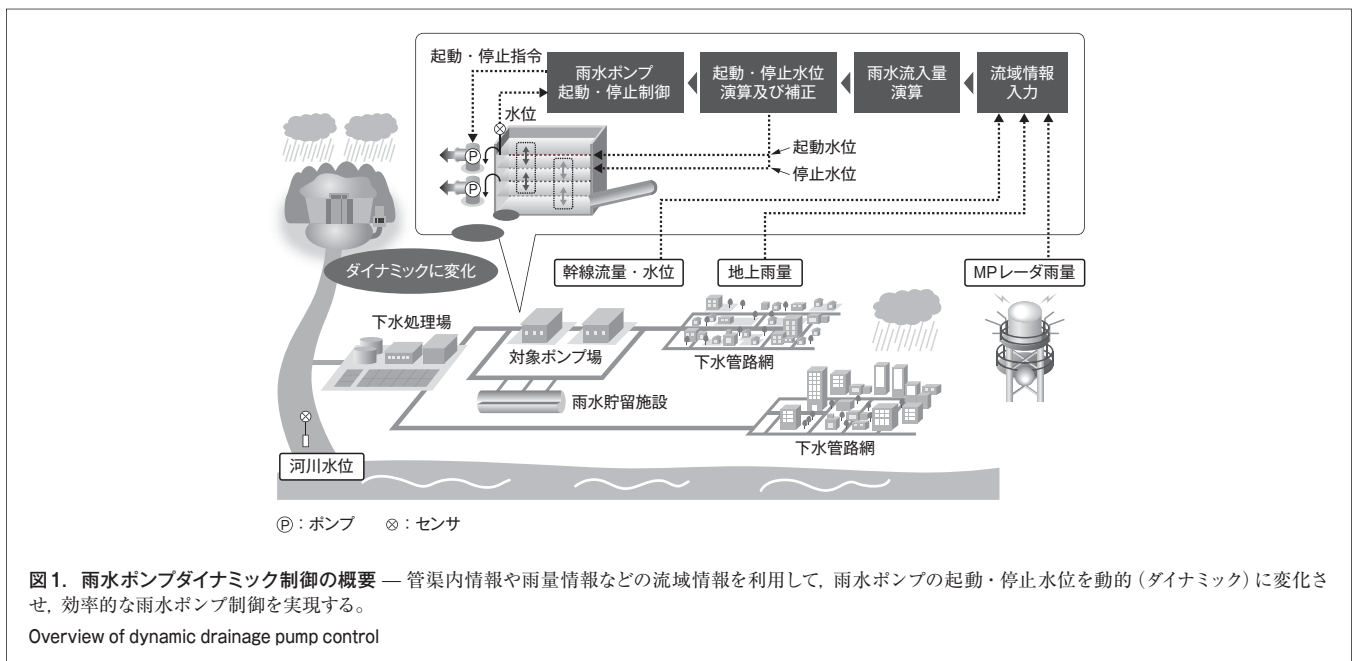 起動・停止指令
雨水ポンプ
起動・停止制御
起動・停止水位
演算及び補正
雨水流入量
演算
流域情報
入力
水位
P
P
起動水位
停止水位
ダイナミックに変化
幹線流量・水位
地上雨量
MPレーダ雨量
下水処理場
対象ポンプ場
下水管路網
雨水貯留施設
下水管路網
河川水位
Ⓟ：ポンプ ⊗：センサ
図1. 雨水ポンプダイナミック制御の概要 — 管渠内情報や雨量情報などの流域情報を利用して，雨水ポンプの起動・停止水位を動的（ダイナミック）に変化さ
せ，効率的な雨水ポンプ制御を実現する。
Overview of dynamic drainage pump control